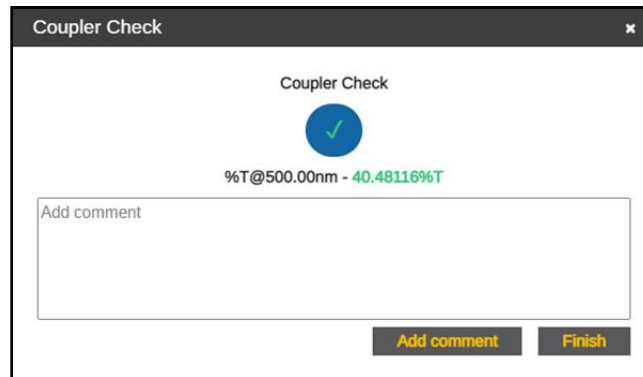 Coupler Check
Coupler Check
%T@500.00nm - 40.48116%T
Add comment
Add comment
Finish